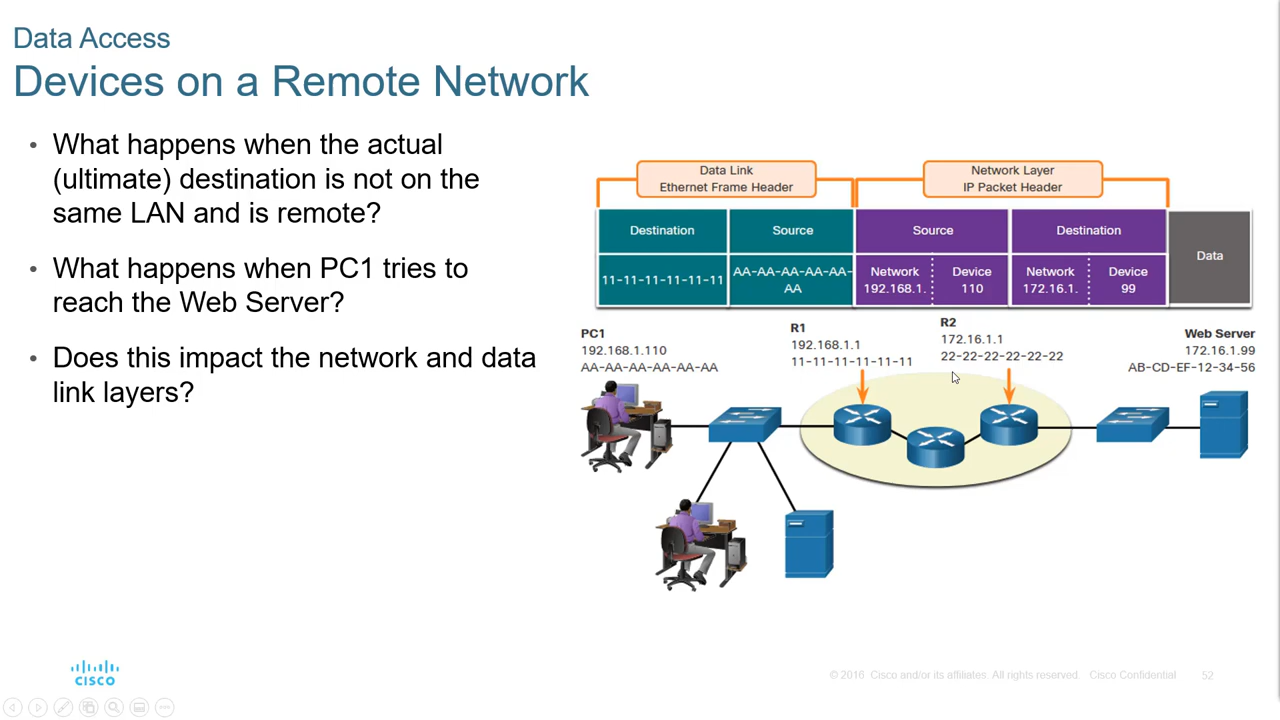 Data Access
Devices on a Remote Network
• What happens when the actual
(ultimate) destination is not on the
same LAN and is remote?
• What happens when PC1 tries to
reach the Web Server?
• Does this impact the network and data
link layers?
Data Link
Ethernet Frame Header
Network Layer
IP Packet Header
Destination
Source
Source
Destination
Data
11-11-11-11-11-11
AA-AA-AA-AA-AA-
AA
Network
192.168.1.
Device
110
Network
172.16.1.
Device
99
PC1
192.168.1.110
AA-AA-AA-AA-AA-AA
R1
192.168.1.1
11-11-11-11-11-11
R2
172.16.1.1
22-22-22-22-22-22
Web Server
172.16.1.99
AB-CD-EF-12-34-56
CISCO
© 2016 Cisco and/or its affiliates. All rights reserved. Cisco Confidential
52